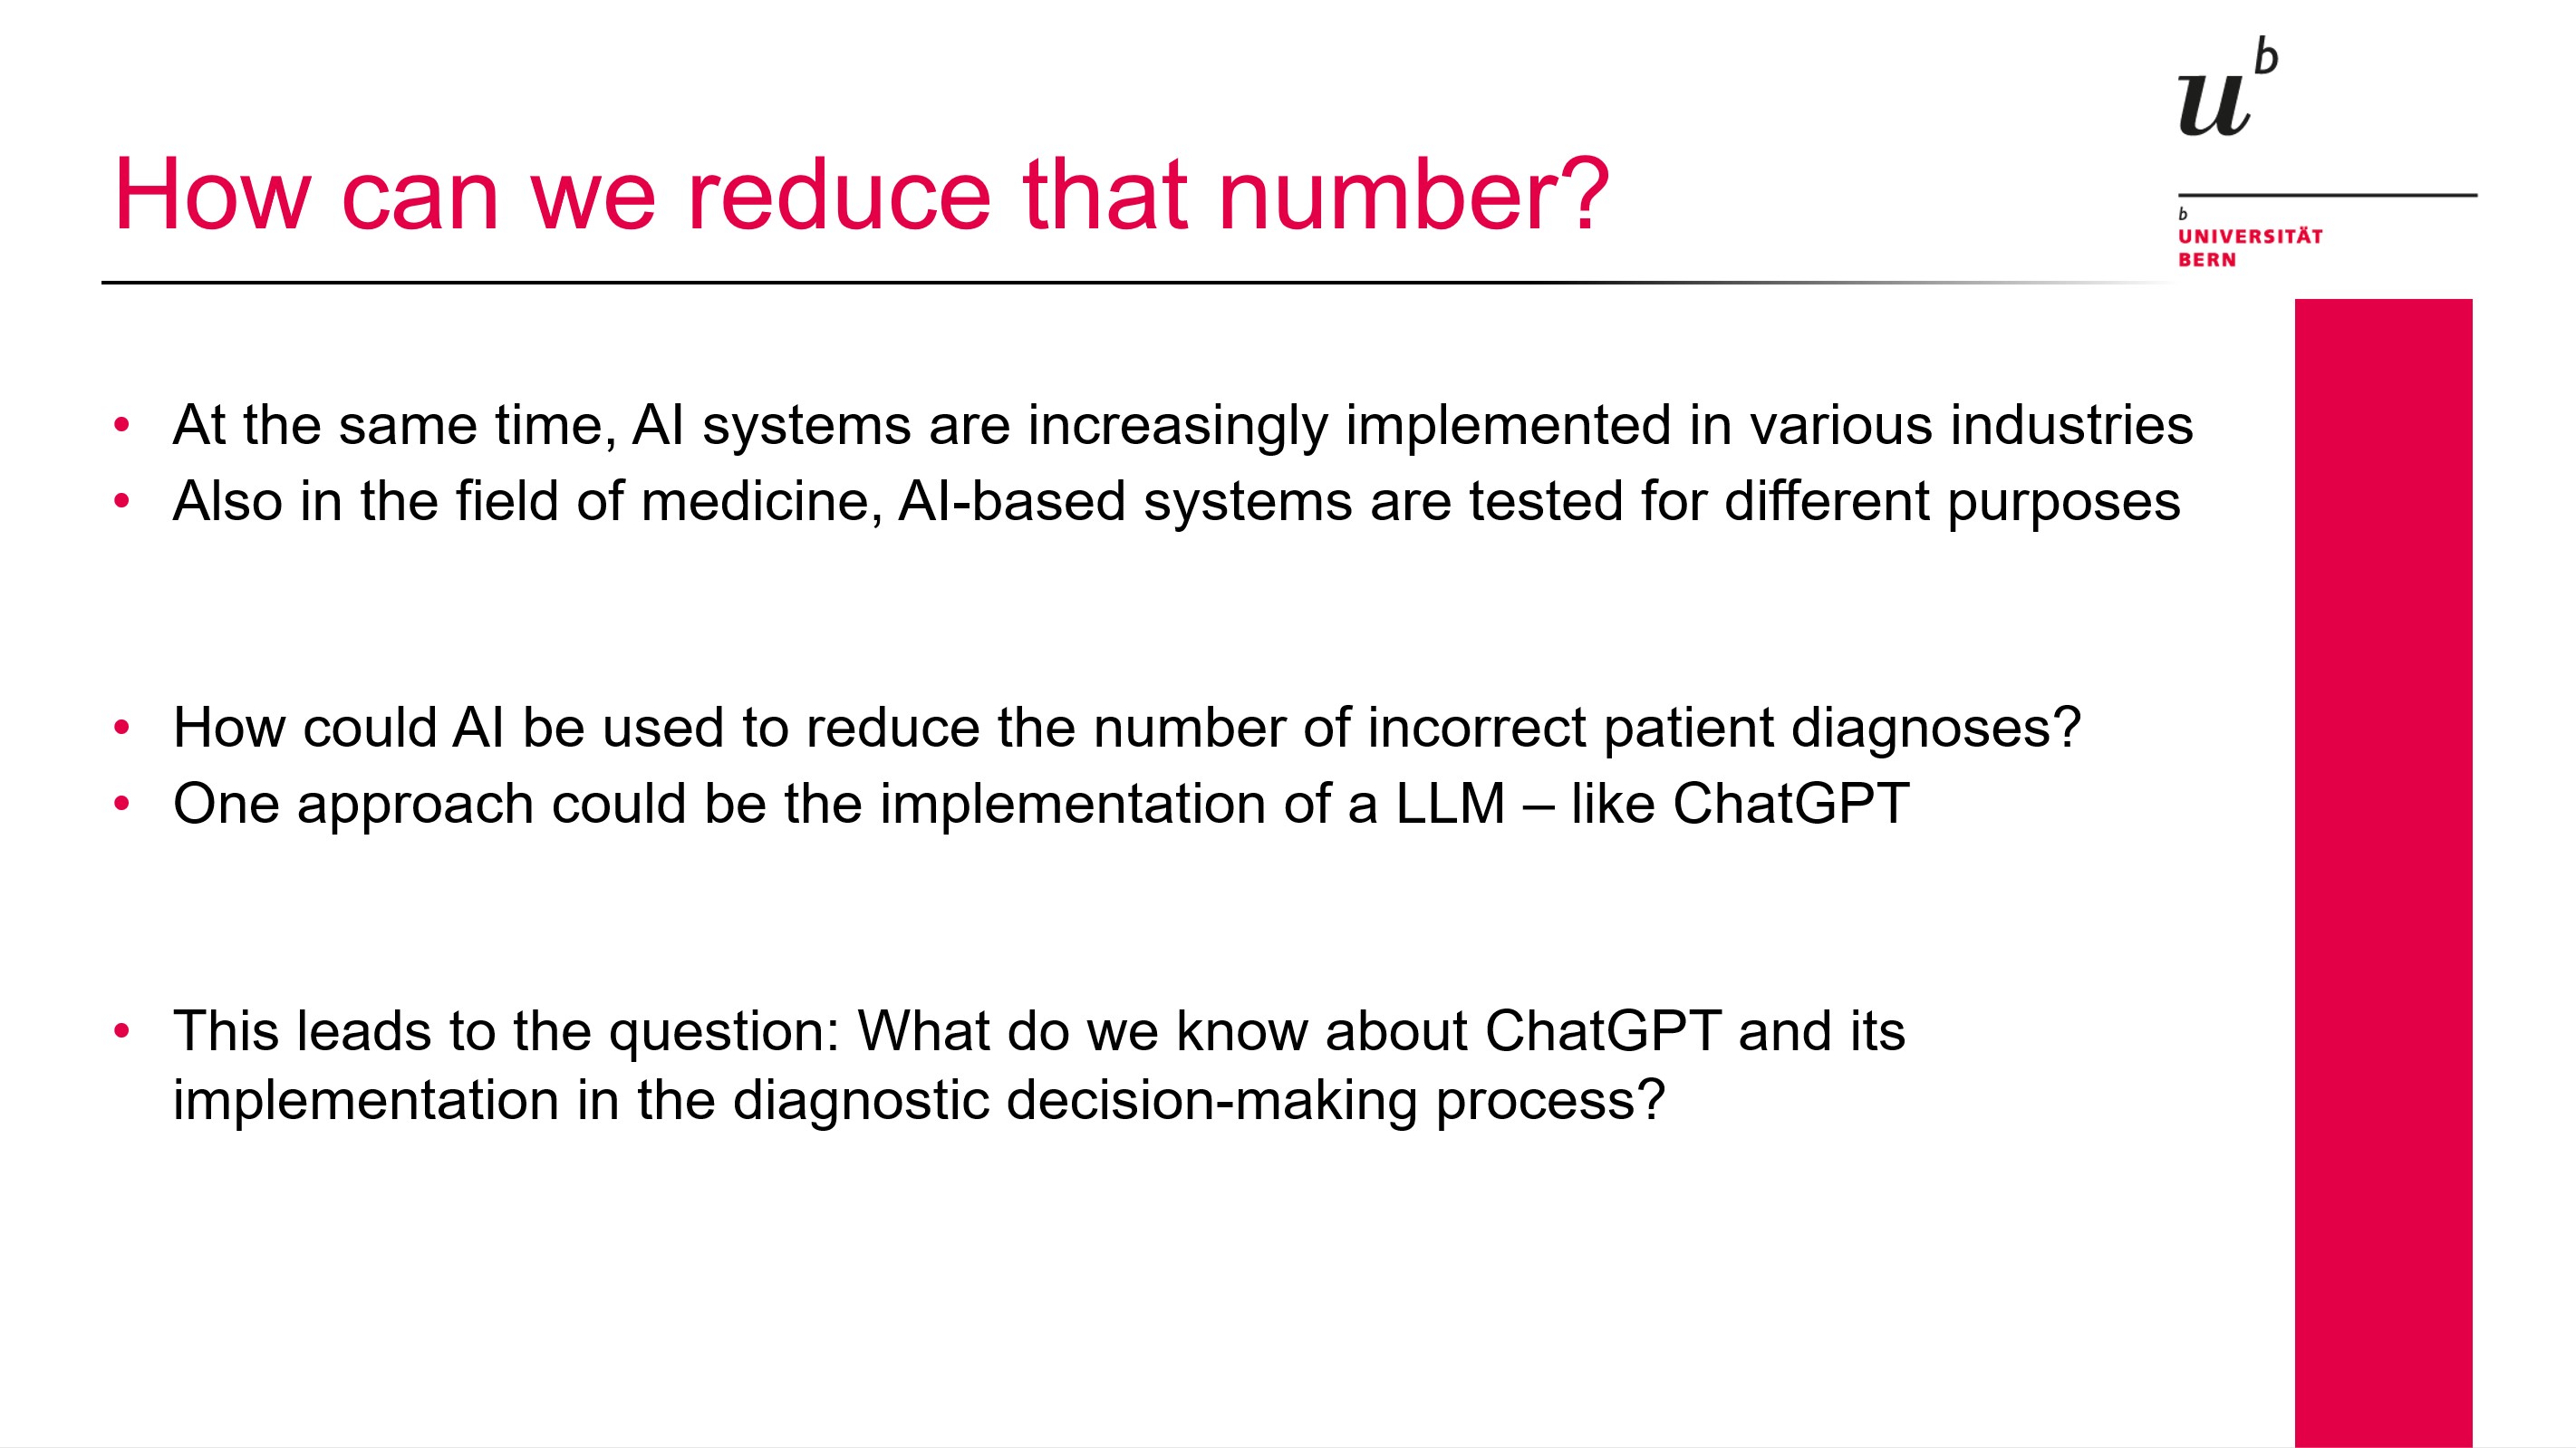 u^b
How can we reduce that number?
b
UNIVERSITÄT
BERN
• At the same time, AI systems are increasingly implemented in various industries
• Also in the field of medicine, AI-based systems are tested for different purposes
• How could AI be used to reduce the number of incorrect patient diagnoses?
• One approach could be the implementation of a LLM – like ChatGPT
• This leads to the question: What do we know about ChatGPT and its
implementation in the diagnostic decision-making process?